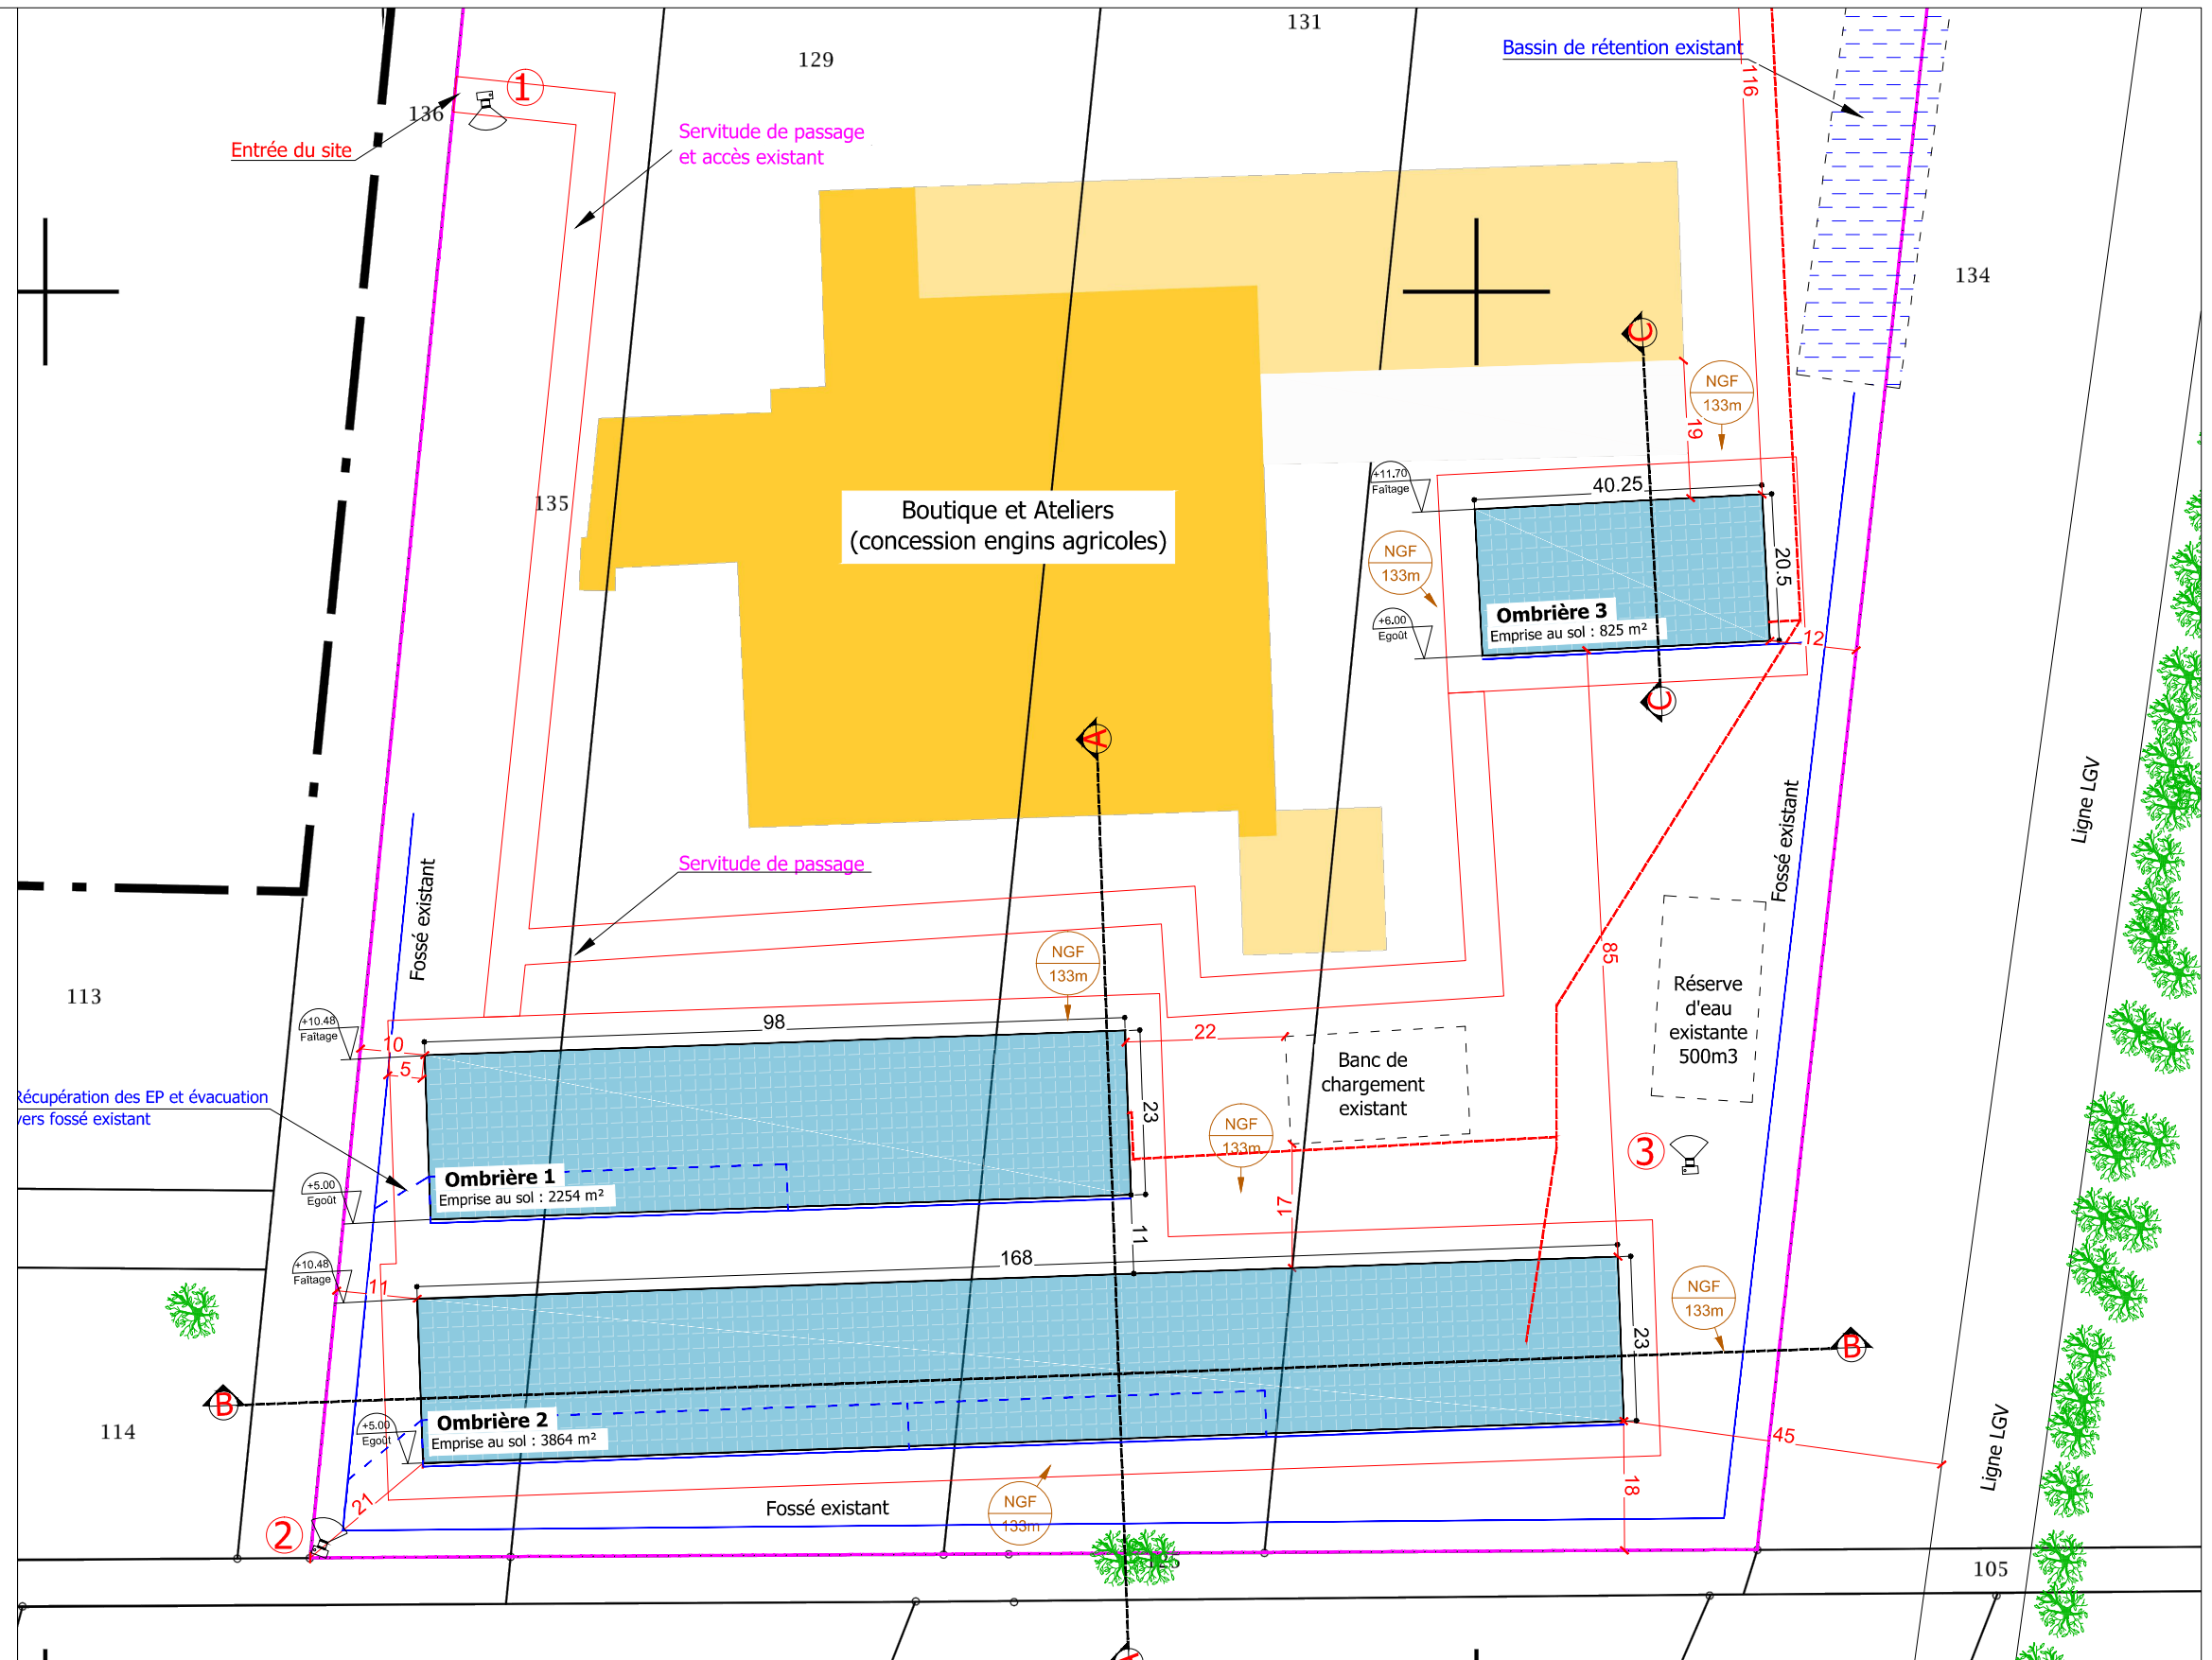 131
129
Bassin de rétention existant
116
1
136
Entrée du site
Servitude de passage
et accès existant
134
C
NGF
133m
19
+11.70
Faîtage
40.25
135
Boutique et Ateliers
(concession engins agricoles)
NGF
133m
20.5
Ombrière 3
Emprise au sol : 825 m²
+6.00
Egoût
12
C
A
Ligne LGV
Fossé existant
Servitude de passage
Fossé existant
NGF
133m
85
Réserve
d'eau
existante
500m3
113
+10.48
Faîtage
98
10
5
22
Banc de
chargement
existant
Récupération des EP et évacuation
vers fossé existant
23
NGF
133m
3
Ombrière 1
Emprise au sol : 2254 m²
+5.00
Egoût
17
11
168
+10.48
Faîtage
11
NGF
133m
23
B
B
114
+5.00
Egoût
Ombrière 2
Emprise au sol : 3864 m²
45
Ligne LGV
18
21
NGF
133m
Fossé existant
2
105
A